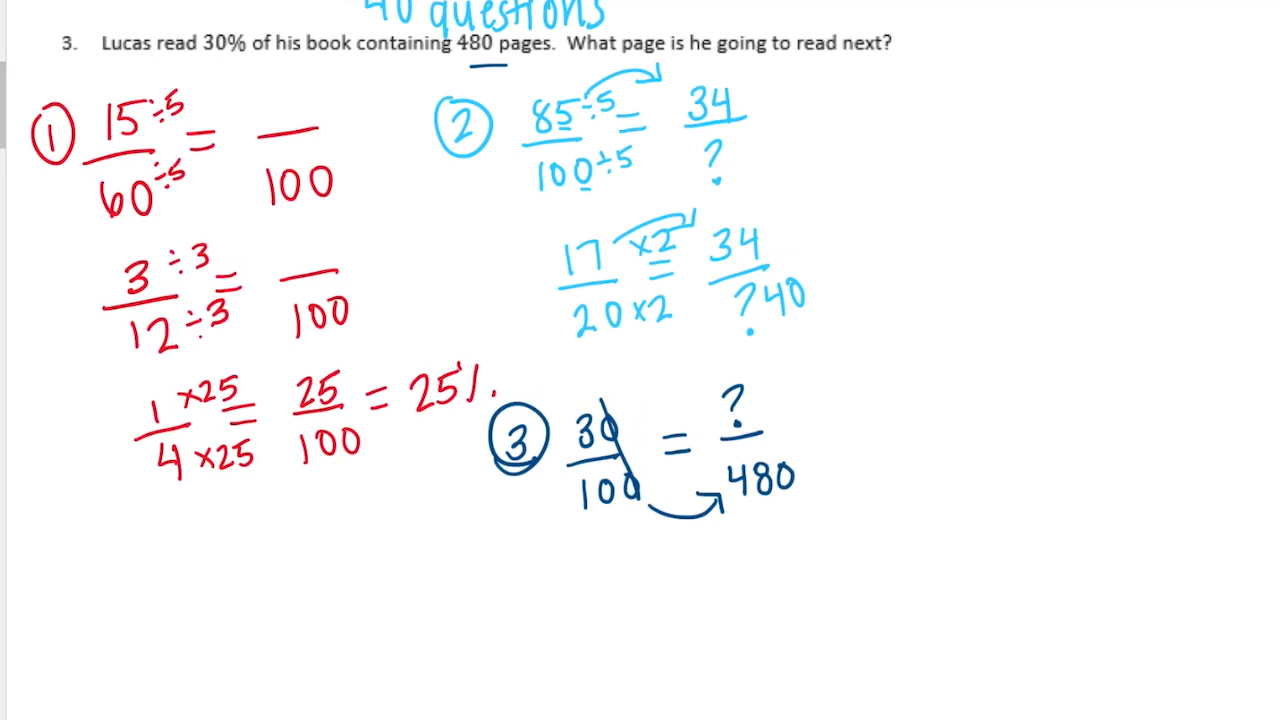 40 questions
3. Lucas read 30% of his book containing 480 pages. What page is he going to read next?
① 15÷5 / 60÷5 = — / 100
3÷3 / 12÷3 = — / 100
1×25 / 4×25 = 25 / 100 = 25%.
② 85÷5 / 100÷5 = 34 / ?
17×2 / 20×2 = 34 / ? 40
③ 30 / 100 = ? / 480